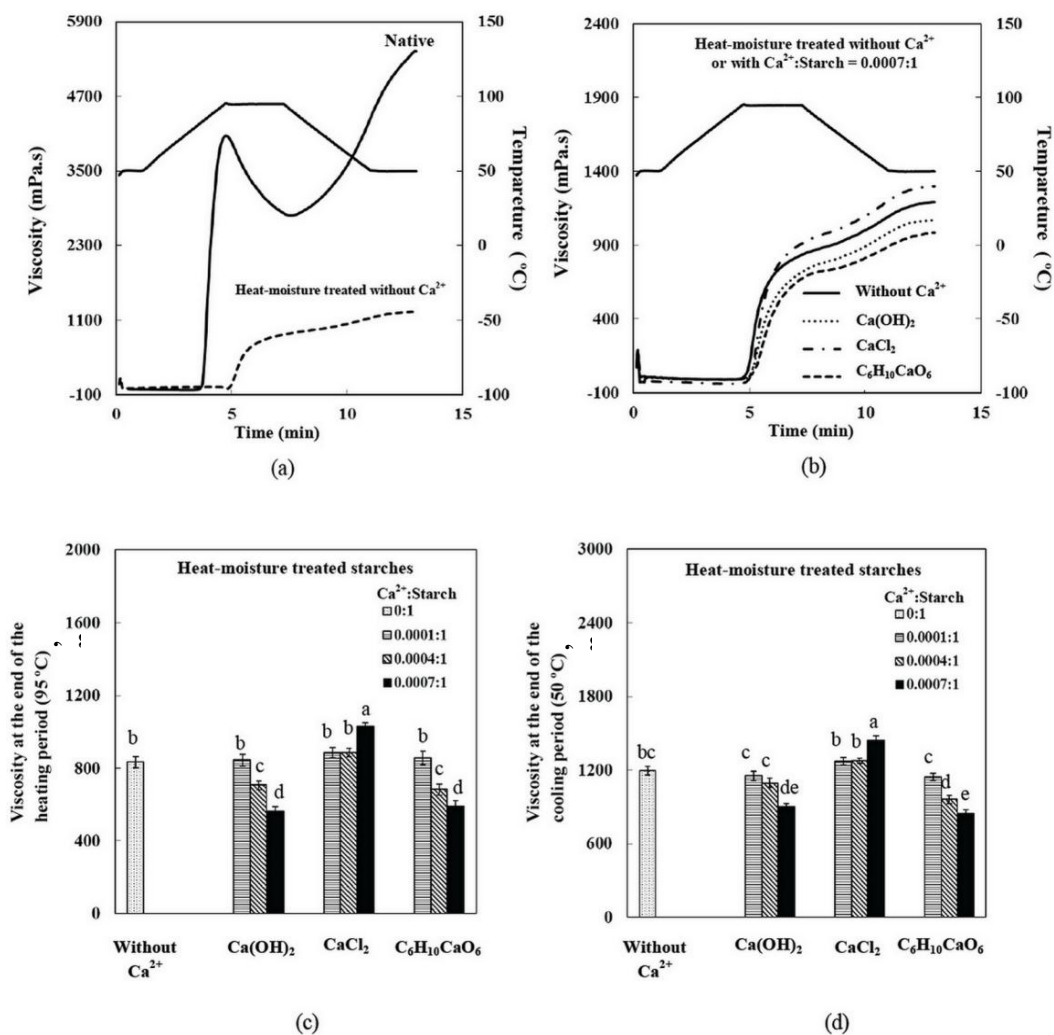 5900
4700
3500
2300
1100
-100
150
100
50
0
-50
-100
0
5
10
15
Viscosity (mPa.s)
Tempareture ( °C)
Time (min)
Native
Heat-moisture treated without Ca²⁺
(a)
2400
1900
1400
900
400
-100
150
100
50
0
-50
-100
0
5
10
15
Viscosity (mPa.s)
Tempareture ( °C)
Time (min)
Heat-moisture treated without Ca²⁺
or with Ca²⁺:Starch = 0.0007:1
Without Ca²⁺
Ca(OH)₂
CaCl₂
C₆H₁₀CaO₆
(b)
2000
1600
1200
800
400
0
Viscosity at the end of the
heating period (95 °C) ,
Heat-moisture treated starches
Ca²⁺:Starch
0:1
0.0001:1
0.0004:1
0.0007:1
b
b
c
d
b
b
a
b
c
d
Without
Ca²⁺
Ca(OH)₂
CaCl₂
C₆H₁₀CaO₆
(c)
3000
2400
1800
1200
600
0
Viscosity at the end of the
cooling period (50 °C) ,
Heat-moisture treated starches
Ca²⁺:Starch
0:1
0.0001:1
0.0004:1
0.0007:1
bc
c
c
de
b
b
a
c
d
e
Without
Ca²⁺
Ca(OH)₂
CaCl₂
C₆H₁₀CaO₆
(d)